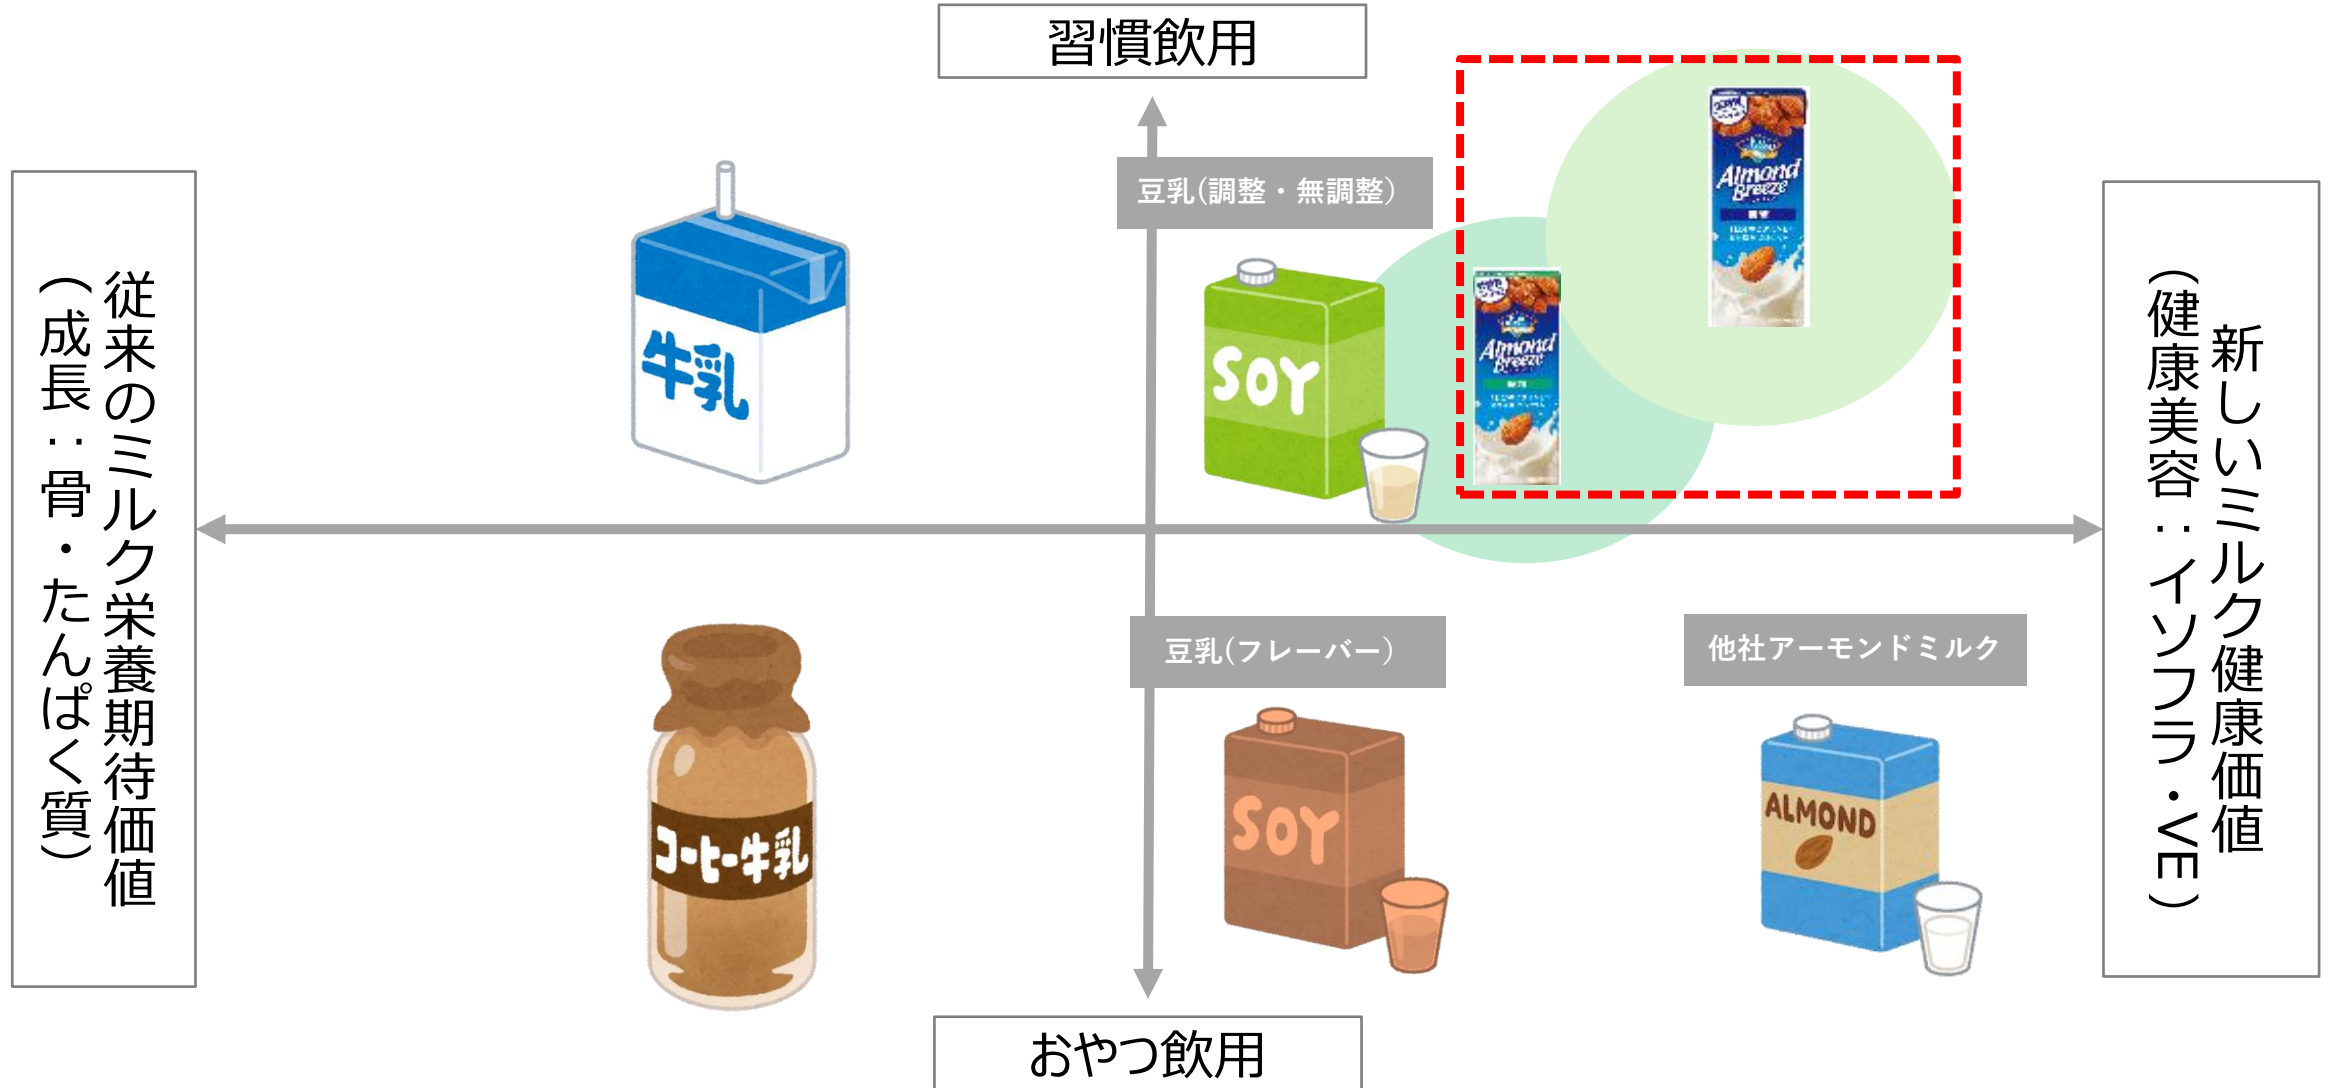 習慣飲用
豆乳(調整・無調整)
従来のミルク栄養期待価値
(成長：骨・たんぱく質)
牛乳
SOY
Almond
Breeze
Almond
Breeze
新しいミルク健康価値
(健康美容：イソフラ・VE)
豆乳(フレーバー)
他社アーモンドミルク
コーヒー牛乳
SOY
ALMOND
おやつ飲用